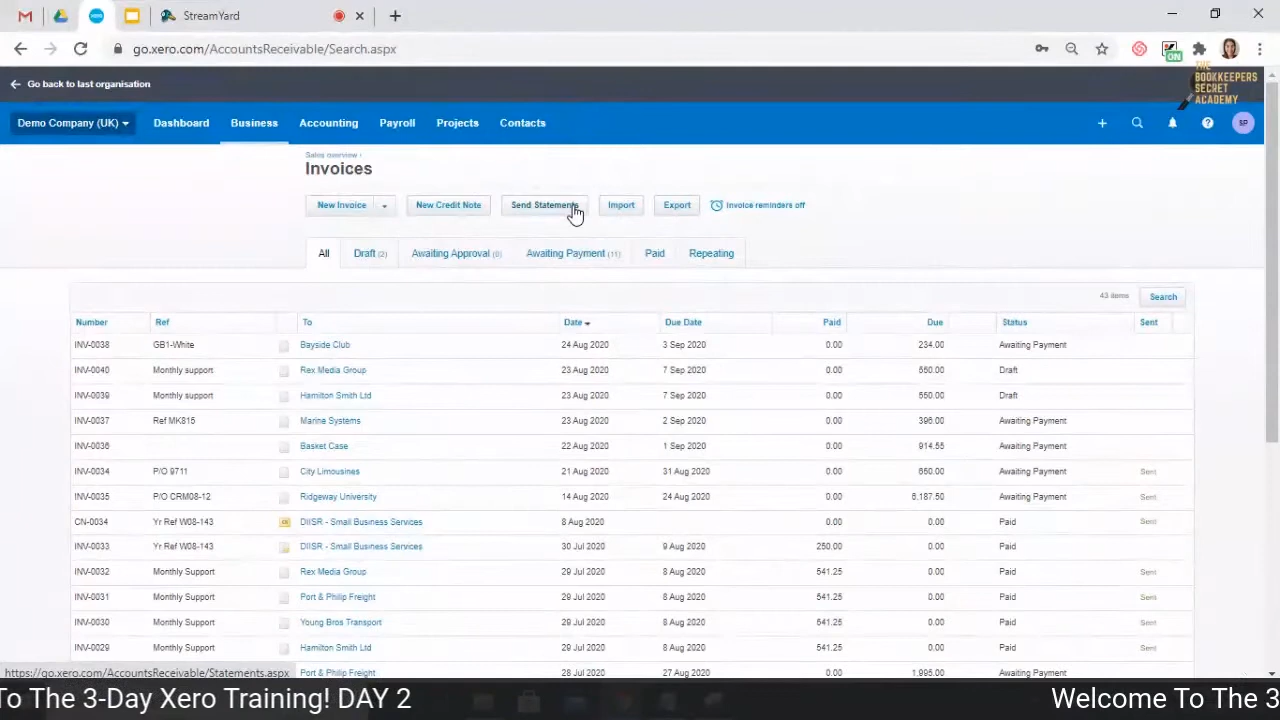 StreamYard
go.xero.com/AccountsReceivable/Search.aspx
ON
THE BOOKKEEPERS SECRET ACADEMY
Go back to last organisation
Demo Company (UK) Dashboard Business Accounting Payroll Projects Contacts SP
Sales overview ›
Invoices
New Invoice New Credit Note Send Statements Import Export Invoice reminders off
All Draft (2) Awaiting Approval (0) Awaiting Payment (11) Paid Repeating
43 items Search
Number Ref To Date Due Date Paid Due Status Sent
INV-0038 GB1-White Bayside Club 24 Aug 2020 3 Sep 2020 0.00 234.00 Awaiting Payment
INV-0040 Monthly support Rex Media Group 23 Aug 2020 7 Sep 2020 0.00 550.00 Draft
INV-0039 Monthly support Hamilton Smith Ltd 23 Aug 2020 7 Sep 2020 0.00 550.00 Draft
INV-0037 Ref MK815 Marine Systems 23 Aug 2020 2 Sep 2020 0.00 396.00 Awaiting Payment
INV-0036 Basket Case 22 Aug 2020 1 Sep 2020 0.00 914.55 Awaiting Payment
INV-0034 P/O 9711 City Limousines 21 Aug 2020 31 Aug 2020 0.00 650.00 Awaiting Payment Sent
INV-0035 P/O CRM08-12 Ridgeway University 14 Aug 2020 24 Aug 2020 0.00 6,187.50 Awaiting Payment Sent
CN-0034 Yr Ref W08-143 DIISR - Small Business Services 8 Aug 2020 0.00 0.00 Paid Sent
INV-0033 Yr Ref W08-143 DIISR - Small Business Services 30 Jul 2020 9 Aug 2020 250.00 0.00 Paid
INV-0032 Monthly Support Rex Media Group 29 Jul 2020 8 Aug 2020 541.25 0.00 Paid Sent
INV-0031 Monthly Support Port & Philip Freight 29 Jul 2020 8 Aug 2020 541.25 0.00 Paid Sent
INV-0030 Monthly Support Young Bros Transport 29 Jul 2020 8 Aug 2020 541.25 0.00 Paid Sent
INV-0029 Monthly Support Hamilton Smith Ltd 29 Jul 2020 8 Aug 2020 541.25 0.00 Paid Sent
https://go.xero.com/AccountsReceivable/Statements.aspx Port & Philip Freight 28 Jul 2020 27 Aug 2020 1,995.00 0.00 Paid
To The 3-Day Xero Training! DAY 2 Welcome To The 3